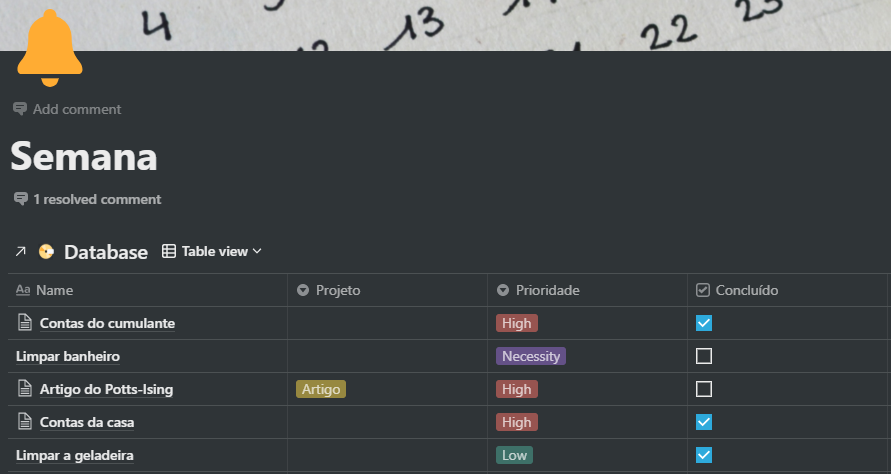 4 13 22 23
Add comment
Semana
1 resolved comment
Database Table view
Aa Name Projeto Prioridade Concluído
Contas do cumulante High
Limpar banheiro Necessity
Artigo do Potts-Ising Artigo High
Contas da casa High
Limpar a geladeira Low